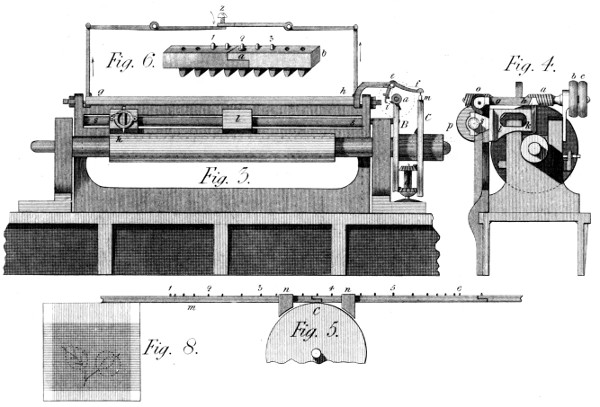 z
1 2 3
Fig. 6. a b
g h e f
i a m
Fig. 4.
o a b c
B C
l
k k
p
Fig. 3.
1 2 3 n 4 n 5 6
m
c
Fig. 5.
Fig. 8.